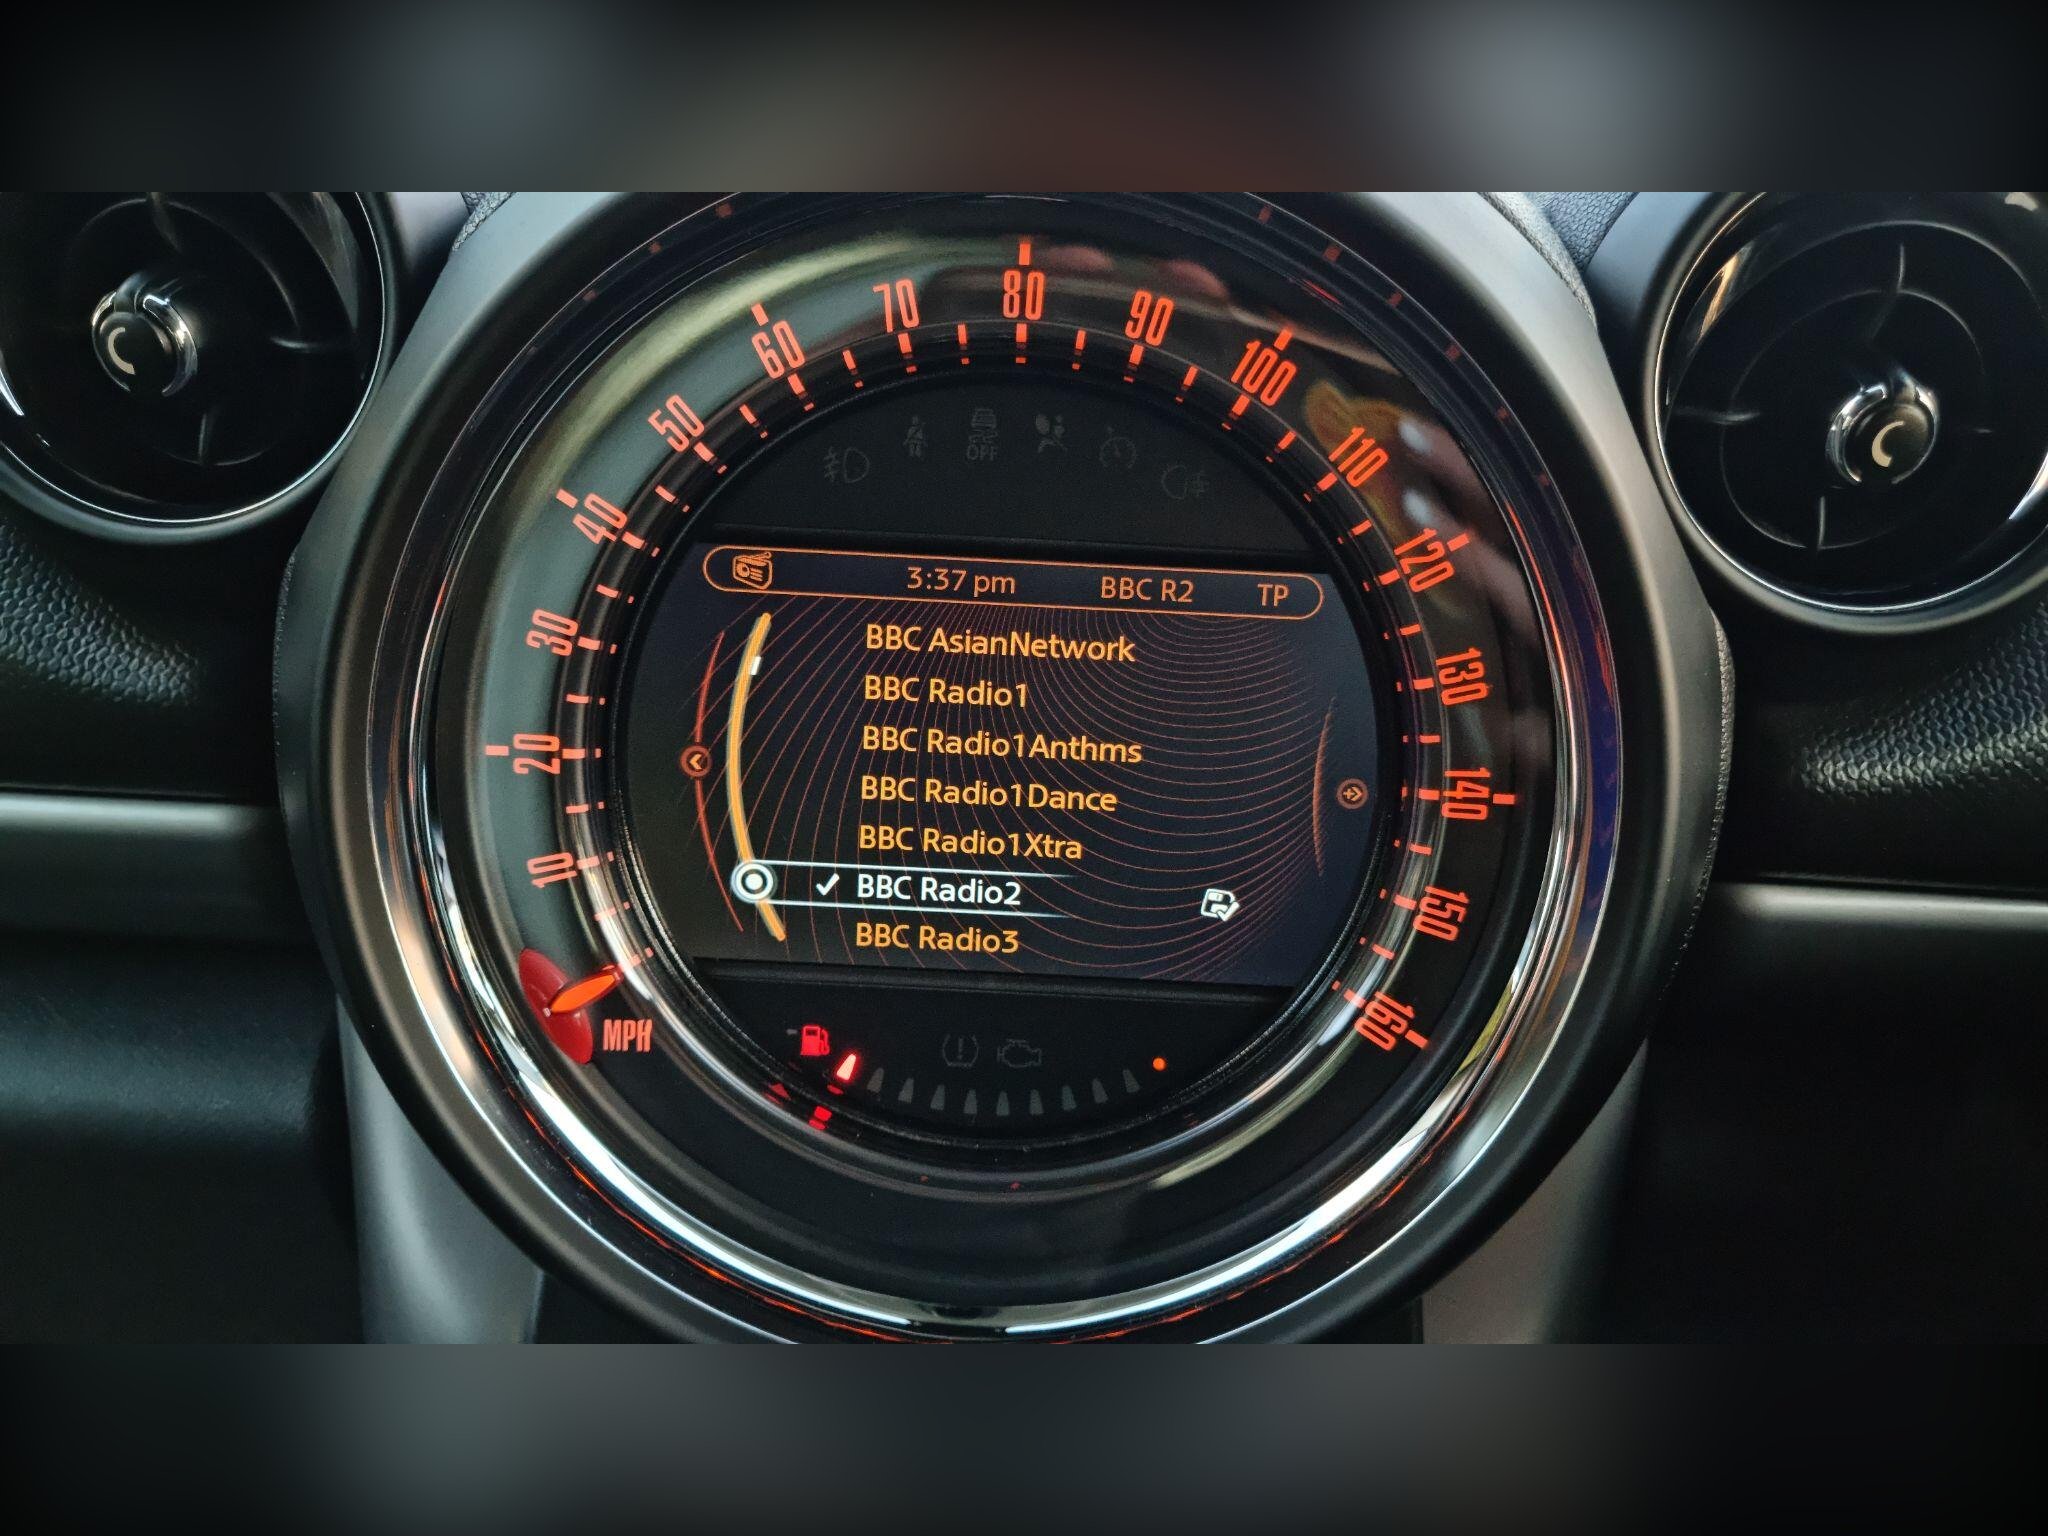 10
20
30
40
50
60
70
80
90
100
110
120
130
140
150
160
MPH
OFF
3:37 pm BBC R2 TP
BBC AsianNetwork
BBC Radio1
BBC Radio1Anthms
BBC Radio1Dance
BBC Radio1Xtra
BBC Radio2
BBC Radio3